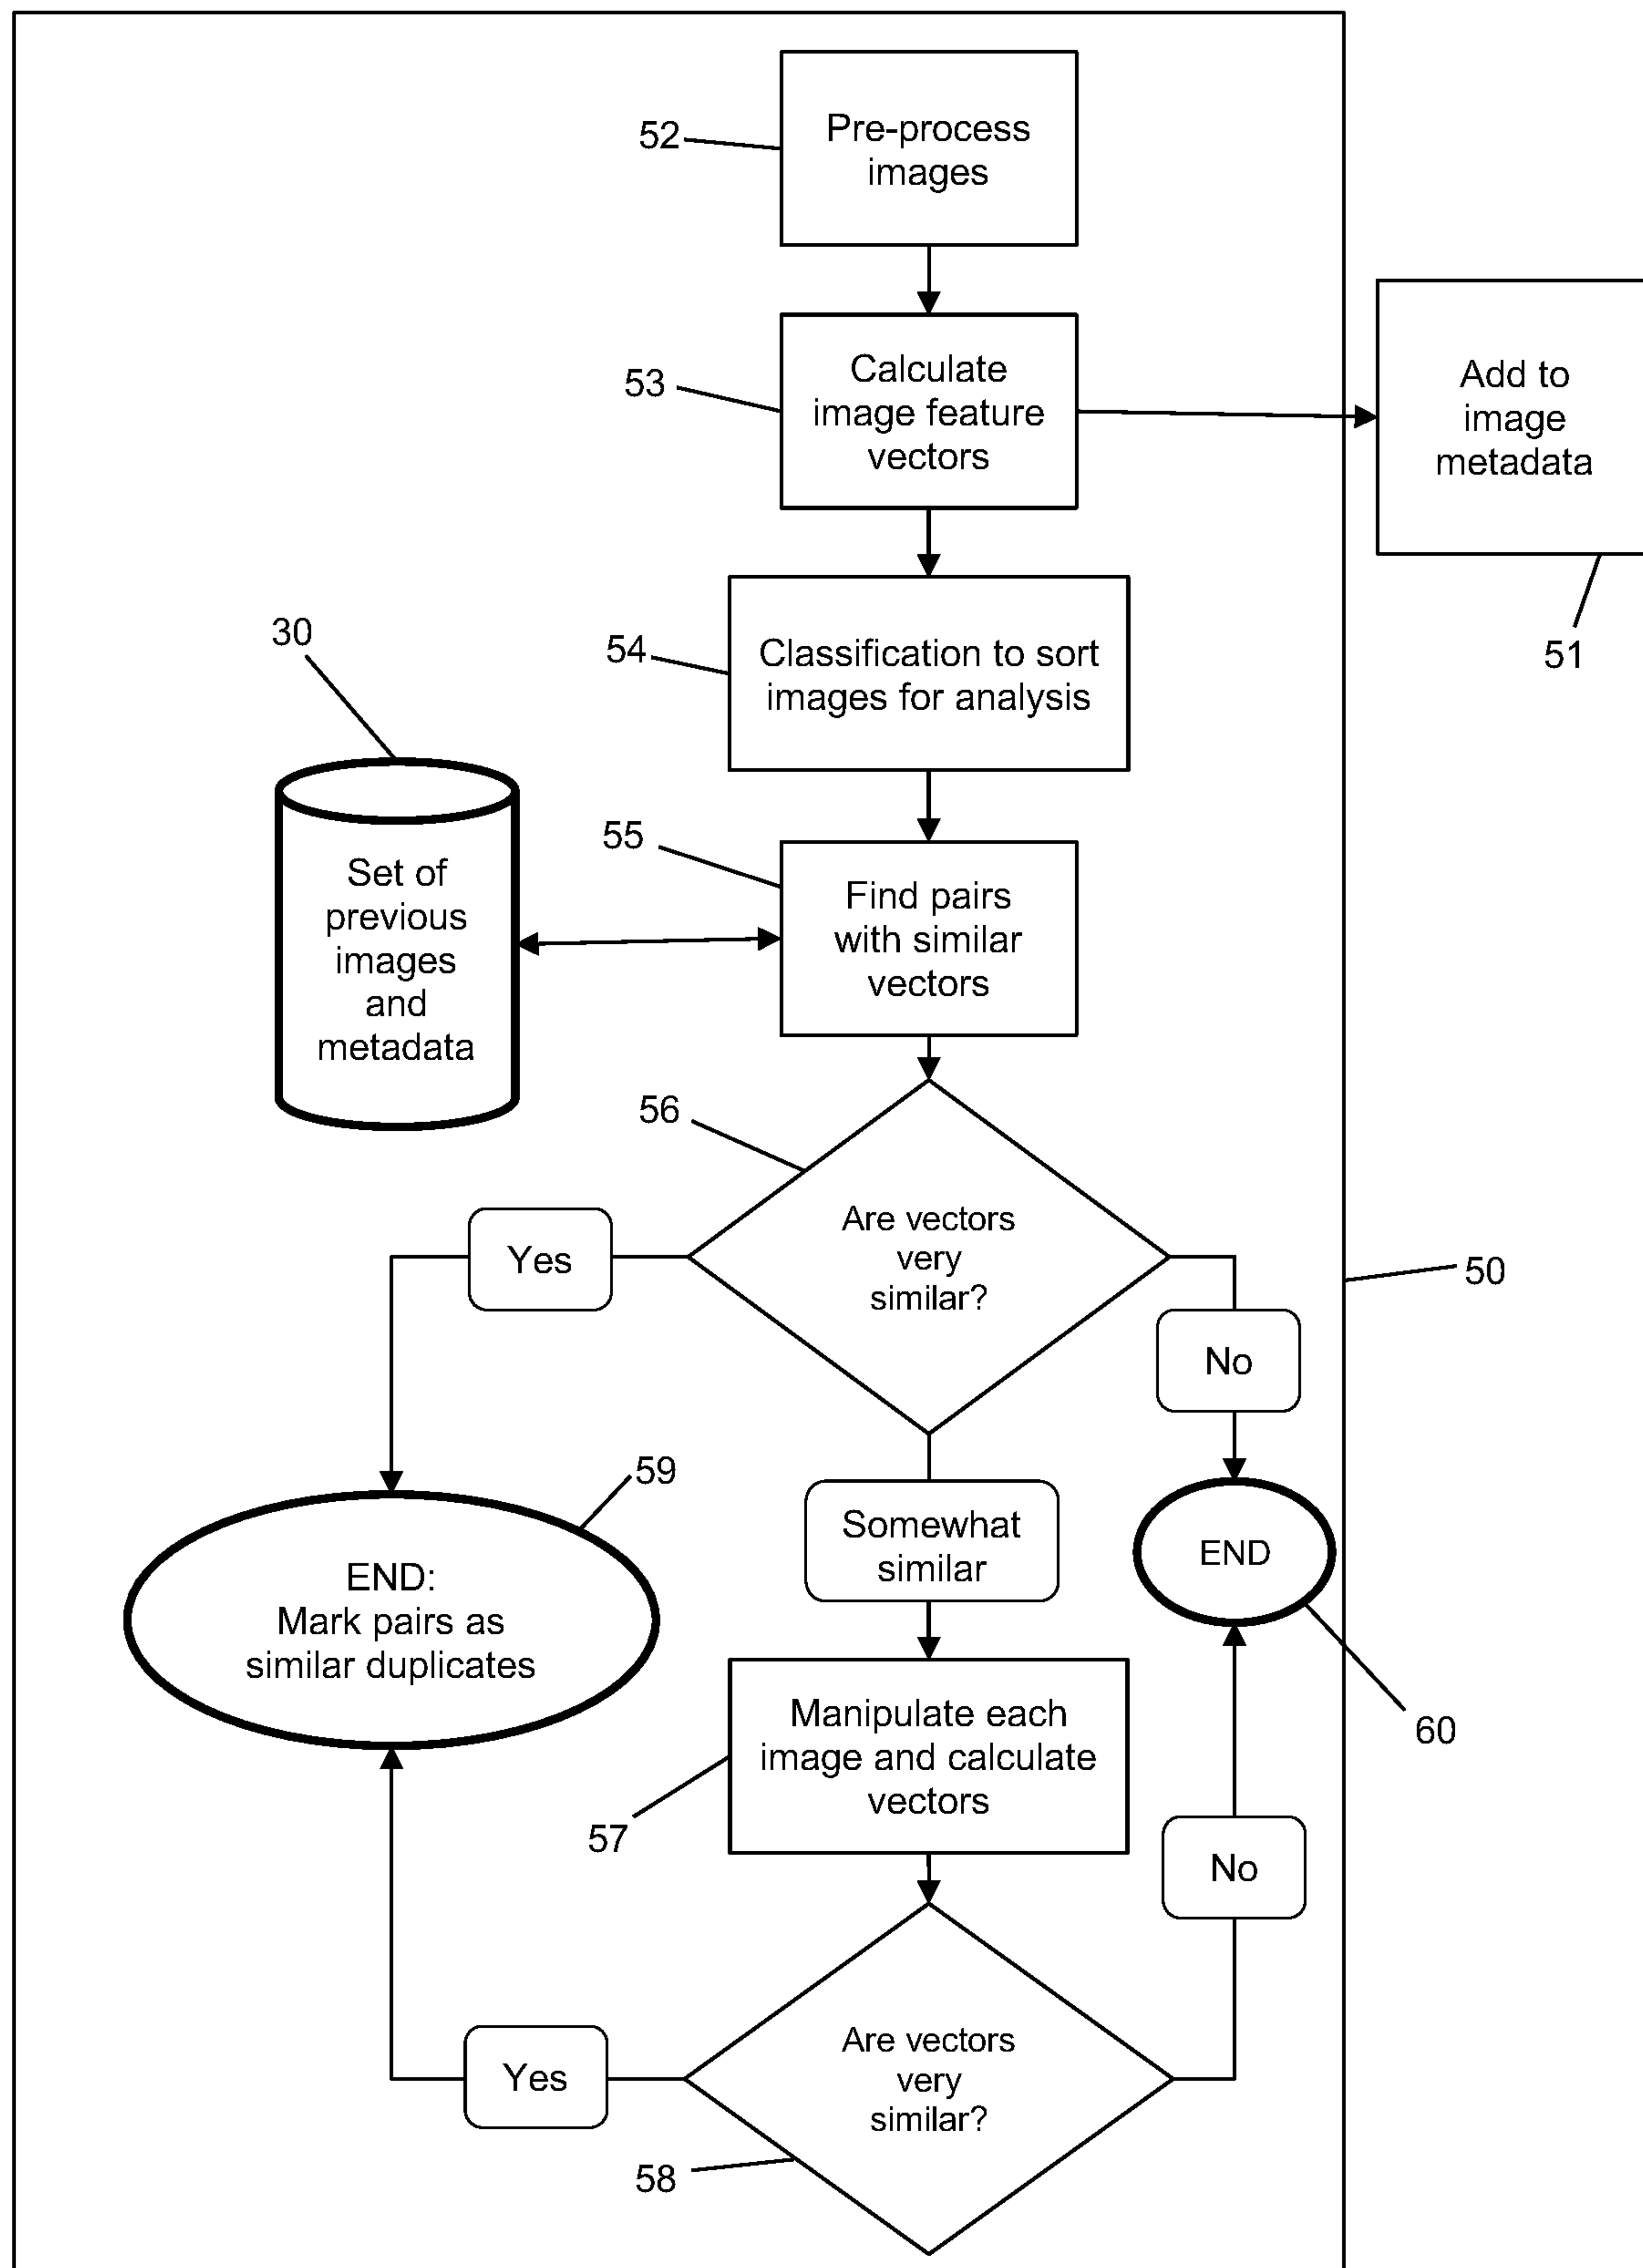 52
Pre-process
images
53
Calculate
image feature
vectors
Add to
image
metadata
51
54
Classification to sort
images for analysis
30
Set of
previous
images
and
metadata
55
Find pairs
with similar
vectors
56
Are vectors
very
similar?
Yes
No
50
Somewhat
similar
59
END:
Mark pairs as
similar duplicates
END
60
57
Manipulate each
image and calculate
vectors
No
Are vectors
very
similar?
Yes
58